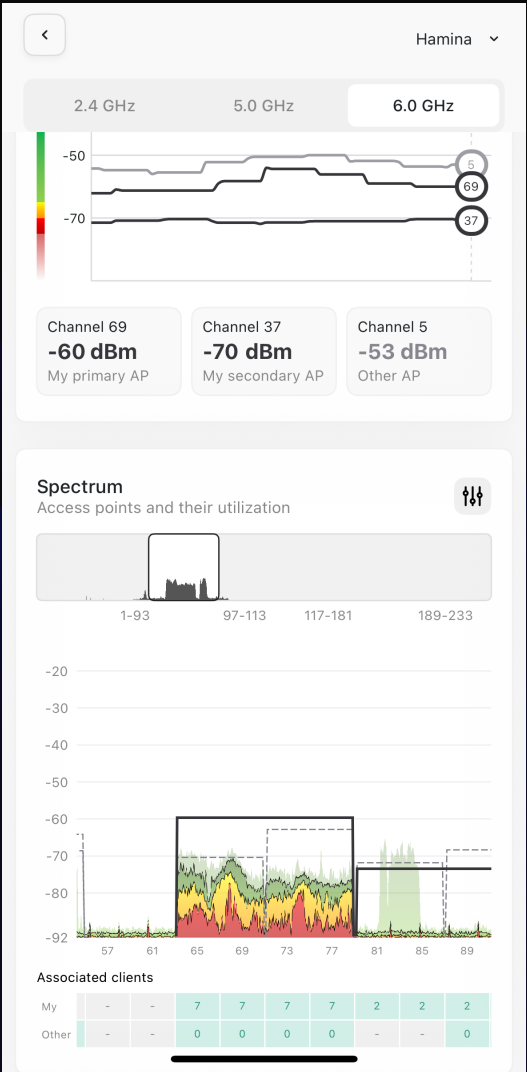 Hamina
2.4 GHz 5.0 GHz 6.0 GHz
-50
5
69
-70
37
Channel 69 Channel 37 Channel 5
-60 dBm -70 dBm -53 dBm
My primary AP My secondary AP Other AP
Spectrum
Access points and their utilization
1-93 97-113 117-181 189-233
-20
-30
-40
-50
-60
-70
-80
-92
57 61 65 69 73 77 81 85 89
Associated clients
My - - 7 7 7 7 2 2 2
Other - - 0 0 0 0 - - 0